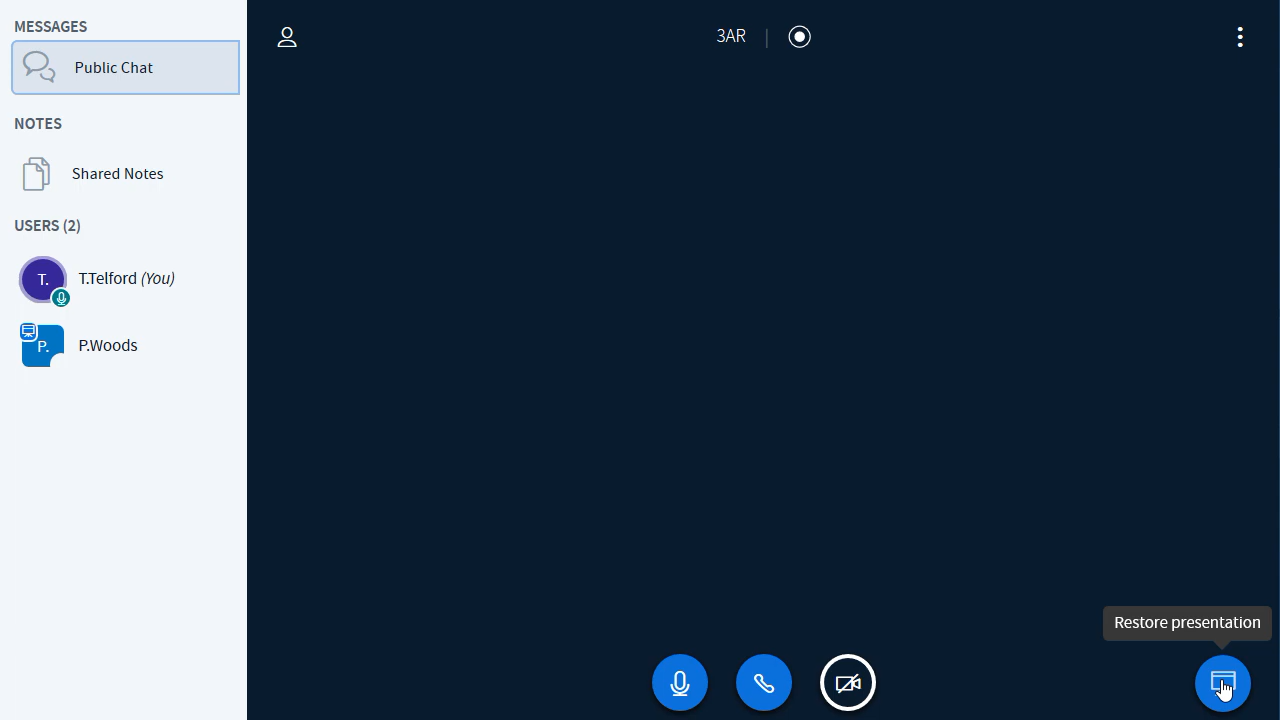 MESSAGES
Public Chat
NOTES
Shared Notes
USERS (2)
T.
T.Telford (You)
P.
P.Woods
3AR
Restore presentation